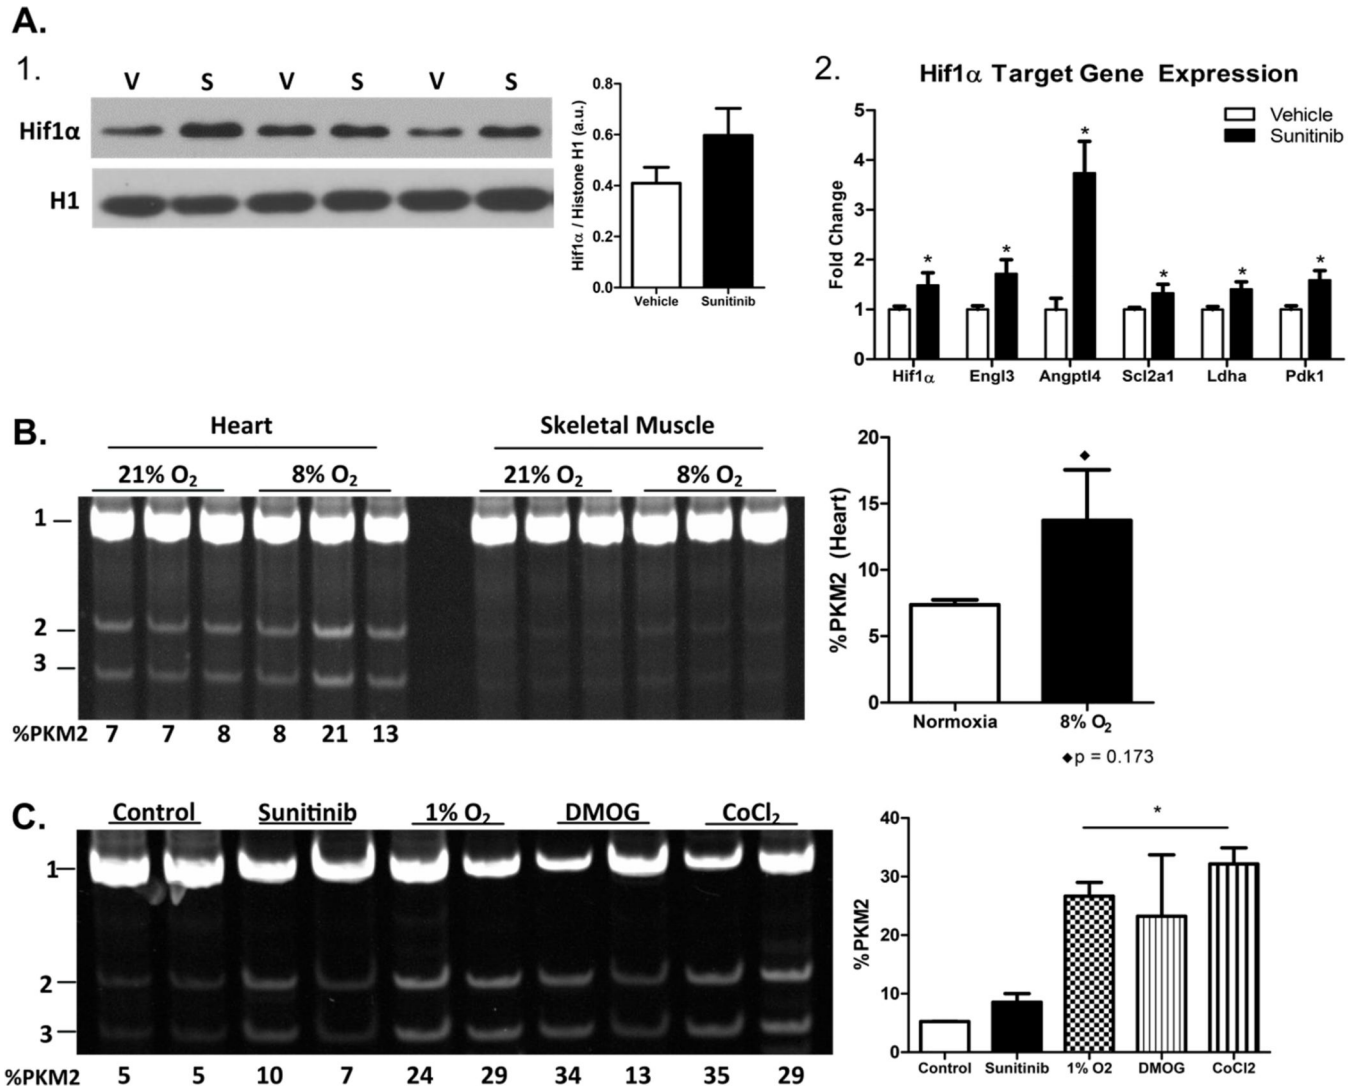 A.
1.
V S V S V S
Hif1α
H1
Hif1α / Histone H1 (a.u.)
0.8
0.6
0.4
0.2
0.0
Vehicle Sunitinib
2.
Hif1α Target Gene Expression
Vehicle
Sunitinib
Fold Change
5
4
3
2
1
0
* * * * * *
Hif1α Engl3 Angptl4 Scl2a1 Ldha Pdk1
B.
Heart Skeletal Muscle
21% O₂ 8% O₂ 21% O₂ 8% O₂
1
2
3
%PKM2 7 7 8 8 21 13
%PKM2 (Heart)
20
15
10
5
0
◆
Normoxia 8% O₂
◆p = 0.173
C.
Control Sunitinib 1% O₂ DMOG CoCl₂
1
2
3
%PKM2 5 5 10 7 24 29 34 13 35 29
%PKM2
40
30
20
10
0
*
Control Sunitinib 1% O2 DMOG CoCl2